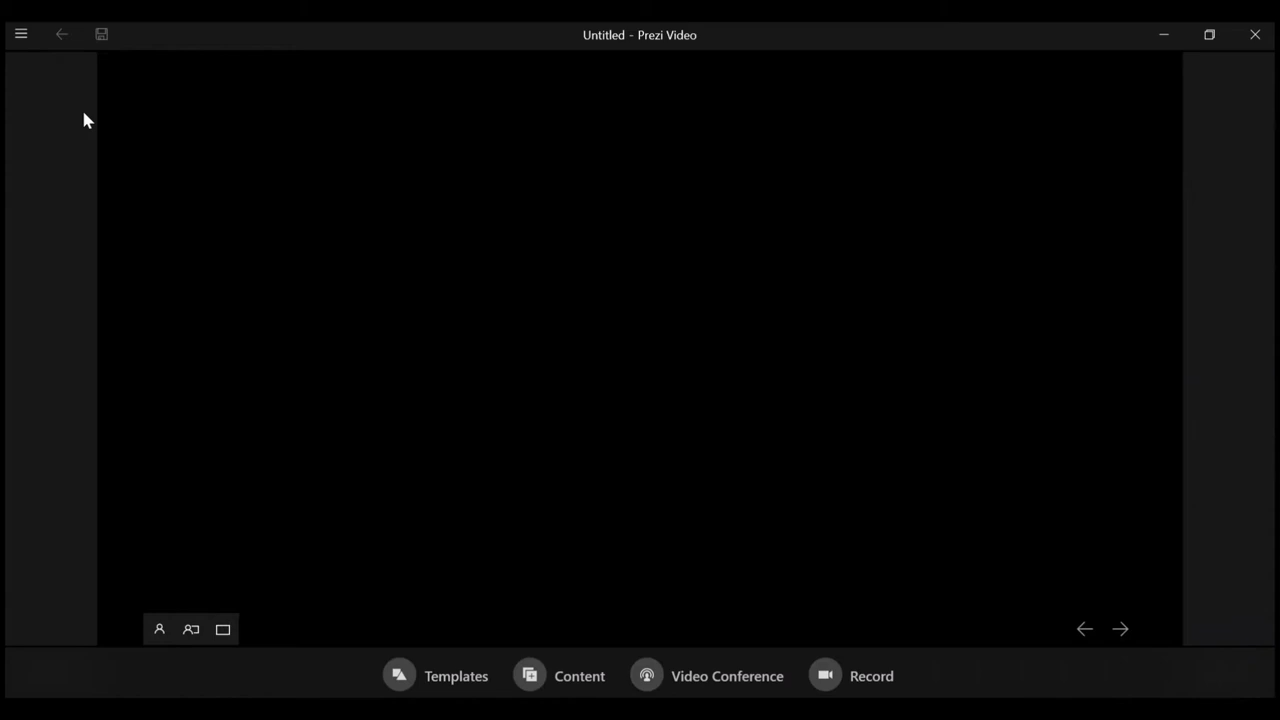 Untitled - Prezi Video
Templates
Content
Video Conference
Record